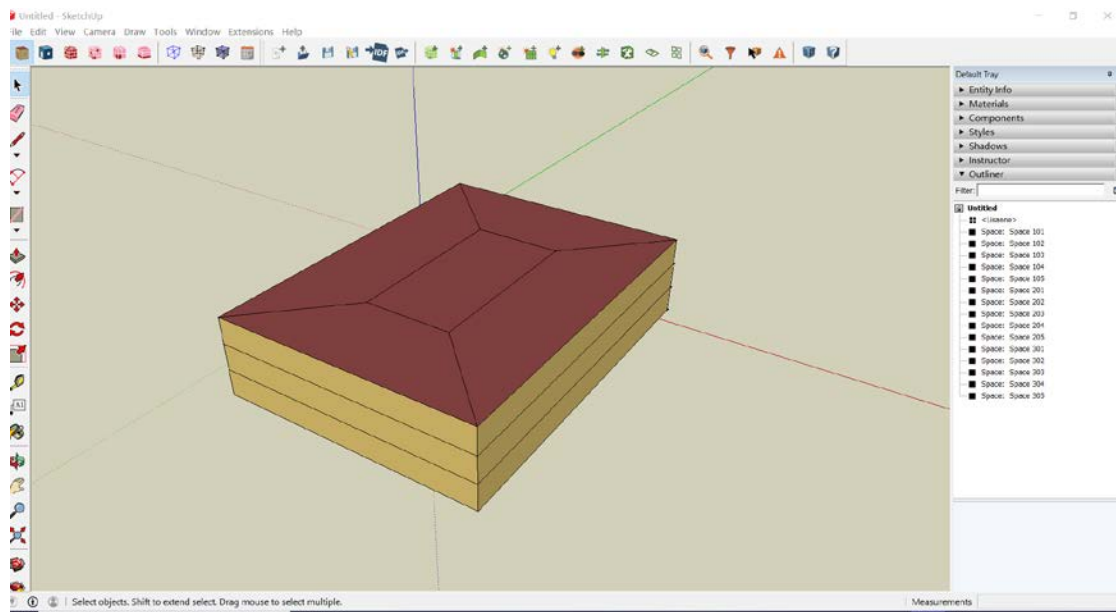 Untitled - SketchUp
File Edit View Camera Draw Tools Window Extensions Help
IDF
Default Tray
Entity Info
Materials
Components
Styles
Shadows
Instructor
Outliner
Filter:
Untitled
Space: Space 101
Space: Space 102
Space: Space 103
Space: Space 104
Space: Space 105
Space: Space 201
Space: Space 202
Space: Space 203
Space: Space 204
Space: Space 205
Space: Space 301
Space: Space 302
Space: Space 303
Space: Space 304
Space: Space 305
Select objects. Shift to extend select. Drag mouse to select multiple.
Measurements